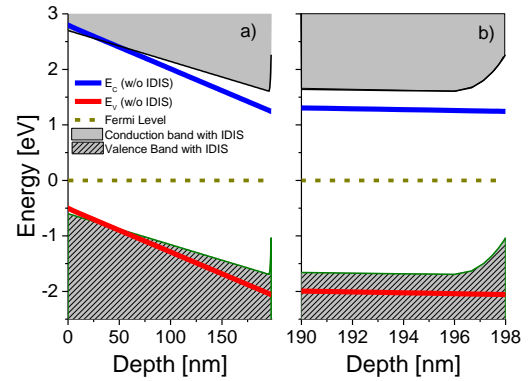 a)
b)
3
2
1
0
-1
-2
Energy [eV]
E_c (w/o IDIS)
E_v (w/o IDIS)
Fermi Level
Conduction band with IDIS
Valence Band with IDIS
0 50 100 150
190 192 194 196 198
Depth [nm] Depth [nm]